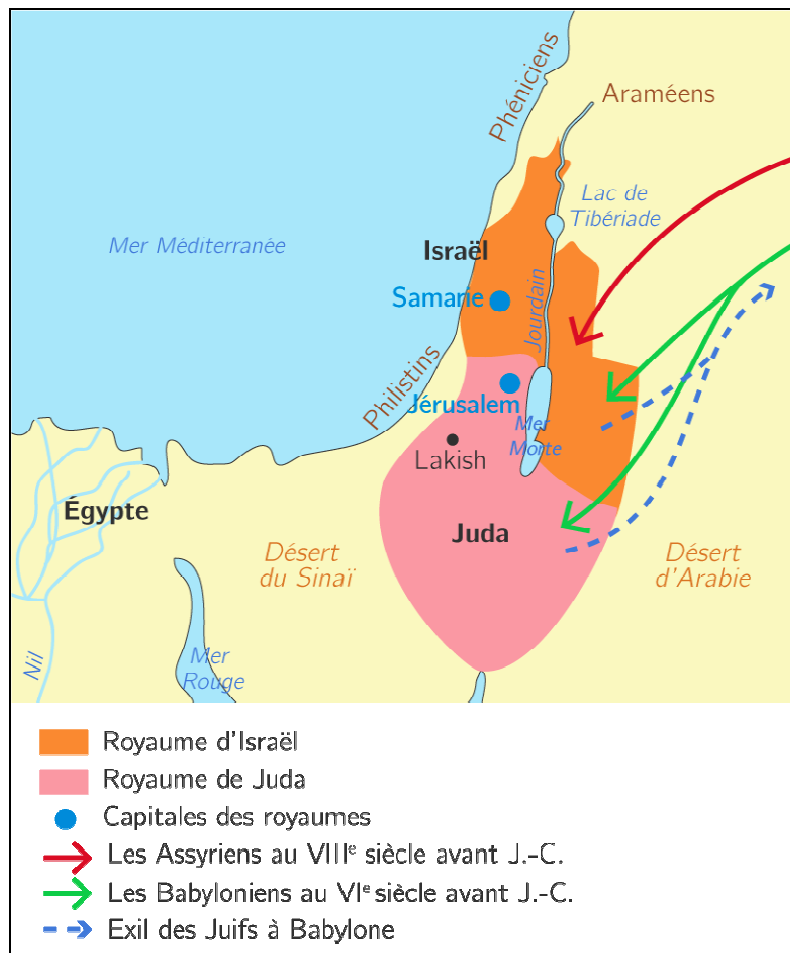 Phéniciens
Araméens
Lac de
Tibériade
Mer Méditerranée
Israël
Samarie
Jourdain
Philistins
Jérusalem
Mer
Morte
Lakish
Égypte
Juda
Désert
du Sinaï
Désert
d'Arabie
Nil
Mer
Rouge
Royaume d'Israël
Royaume de Juda
Capitales des royaumes
Les Assyriens au VIIIᵉ siècle avant J.-C.
Les Babyloniens au VIᵉ siècle avant J.-C.
Exil des Juifs à Babylone